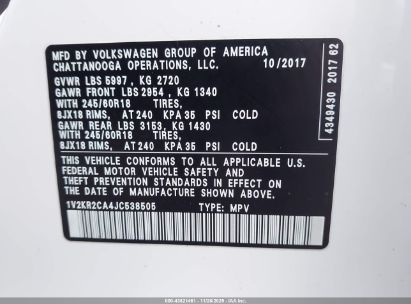 MFD BY VOLKSWAGEN GROUP OF AMERICA
CHATTANOOGA OPERATIONS, LLC. 10/2017
GVWR LBS 5997 , KG 2720
GAWR FRONT LBS 2954 , KG 1340
WITH 245/60R18 TIRES,
8JX18 RIMS, AT 240 KPA 35 PSI COLD
GAWR REAR LBS 3153, KG 1430
WITH 245/60R18 TIRES,
8JX18 RIMS, AT 240 KPA 35 PSI COLD
THIS VEHICLE CONFORMS TO ALL APPLICABLE U.S.
FEDERAL MOTOR VEHICLE SAFETY AND
THEFT PREVENTION STANDARDS IN EFFECT ON
THE DATE OF MANUFACTURE SHOWN ABOVE.
1V2KR2CA4JC538505 TYPE: MPV
4349430 2017 62